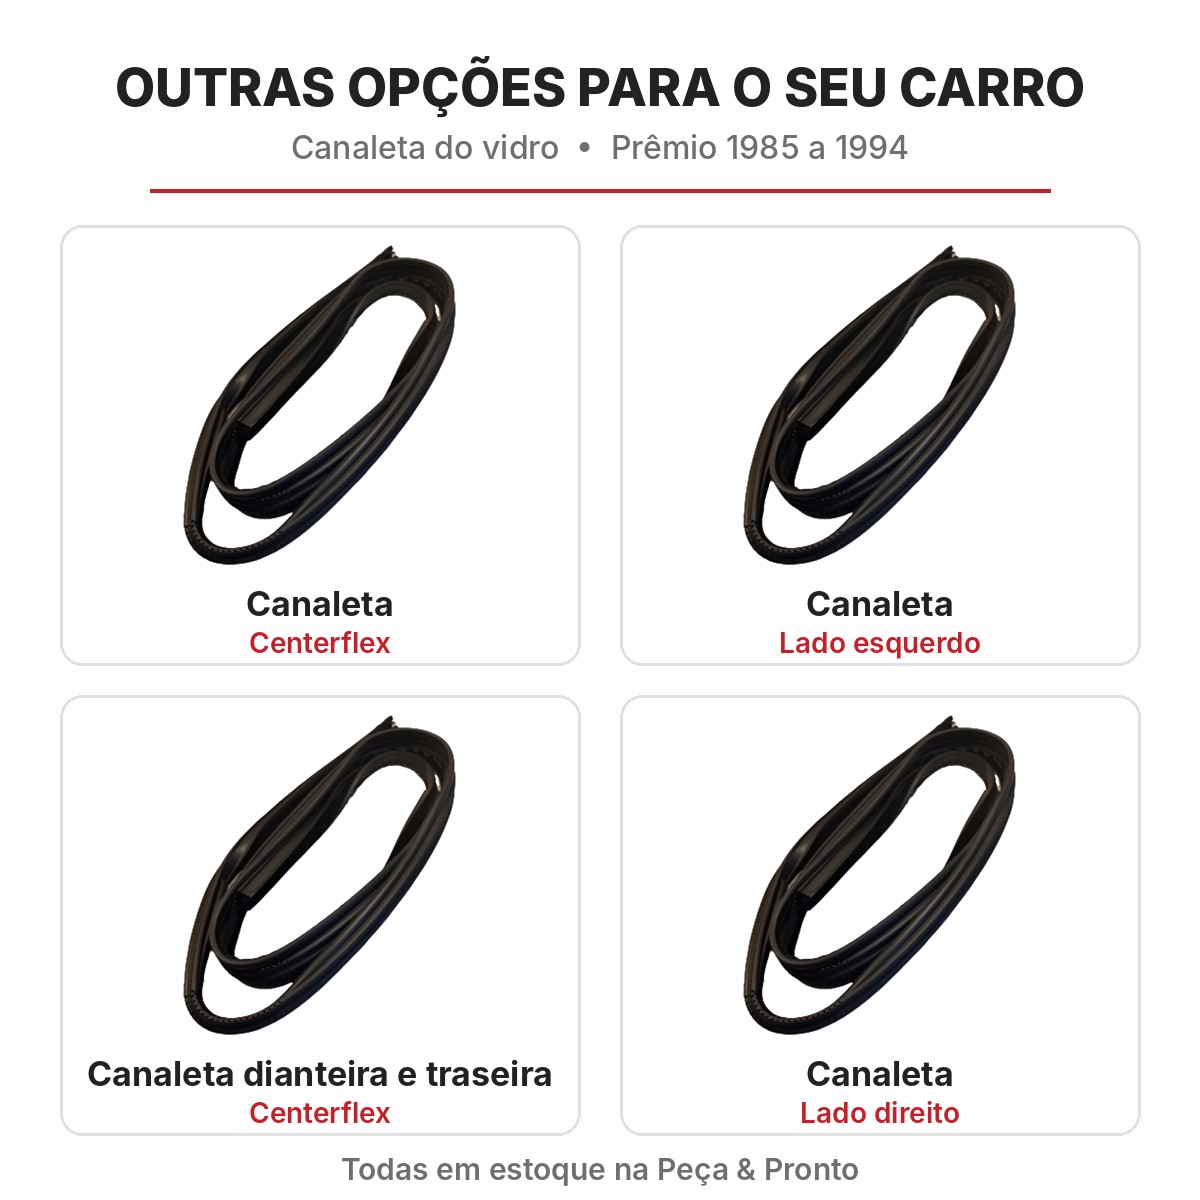 OUTRAS OPÇÕES PARA O SEU CARRO
Canaleta do vidro • Prêmio 1985 a 1994
Canaleta
Centerflex
Canaleta
Lado esquerdo
Canaleta dianteira e traseira
Centerflex
Canaleta
Lado direito
Todas em estoque na Peça & Pronto